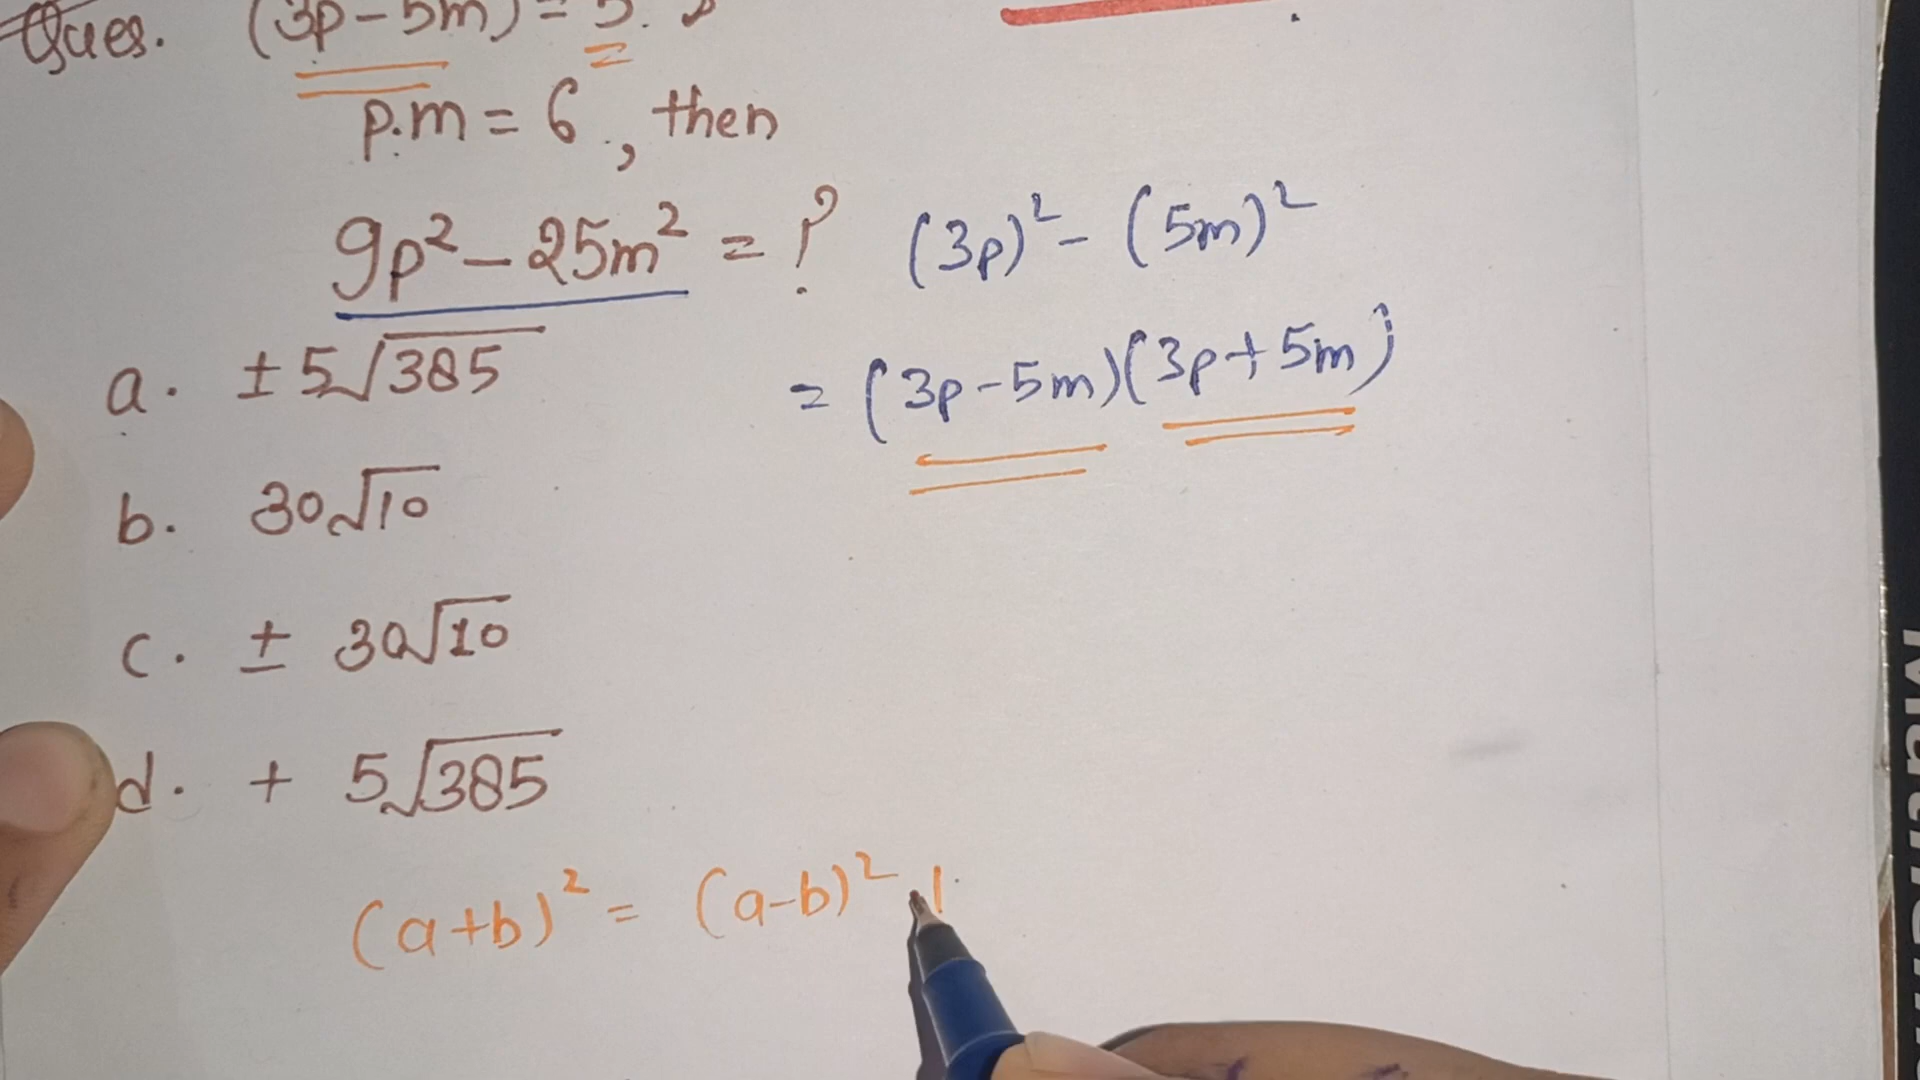 Ques. (3p-5m) = 5.
p.m = 6, then
9p²-25m² = ? (3p)² - (5m)²
= (3p-5m)(3p+5m)
a. ±5√385
b. 30√10
c. ± 30√10
d. + 5√385
(a+b)² = (a-b)² +